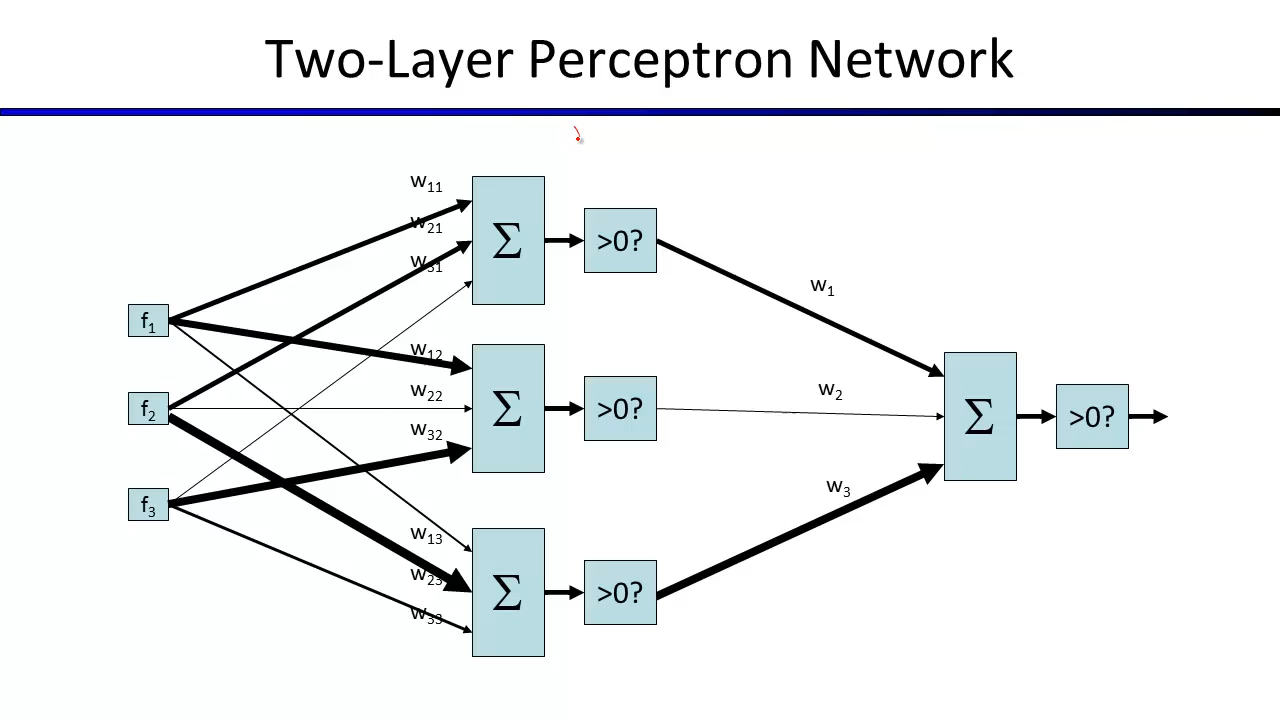 Two-Layer Perceptron Network
w₁₁
w₂₁
w₃₁
Σ
>0?
w₁
f₁
w₁₂
w₂₂
w₃₂
Σ
>0?
w₂
Σ
>0?
f₂
f₃
w₃
w₁₃
w₂₃
w₃₃
Σ
>0?